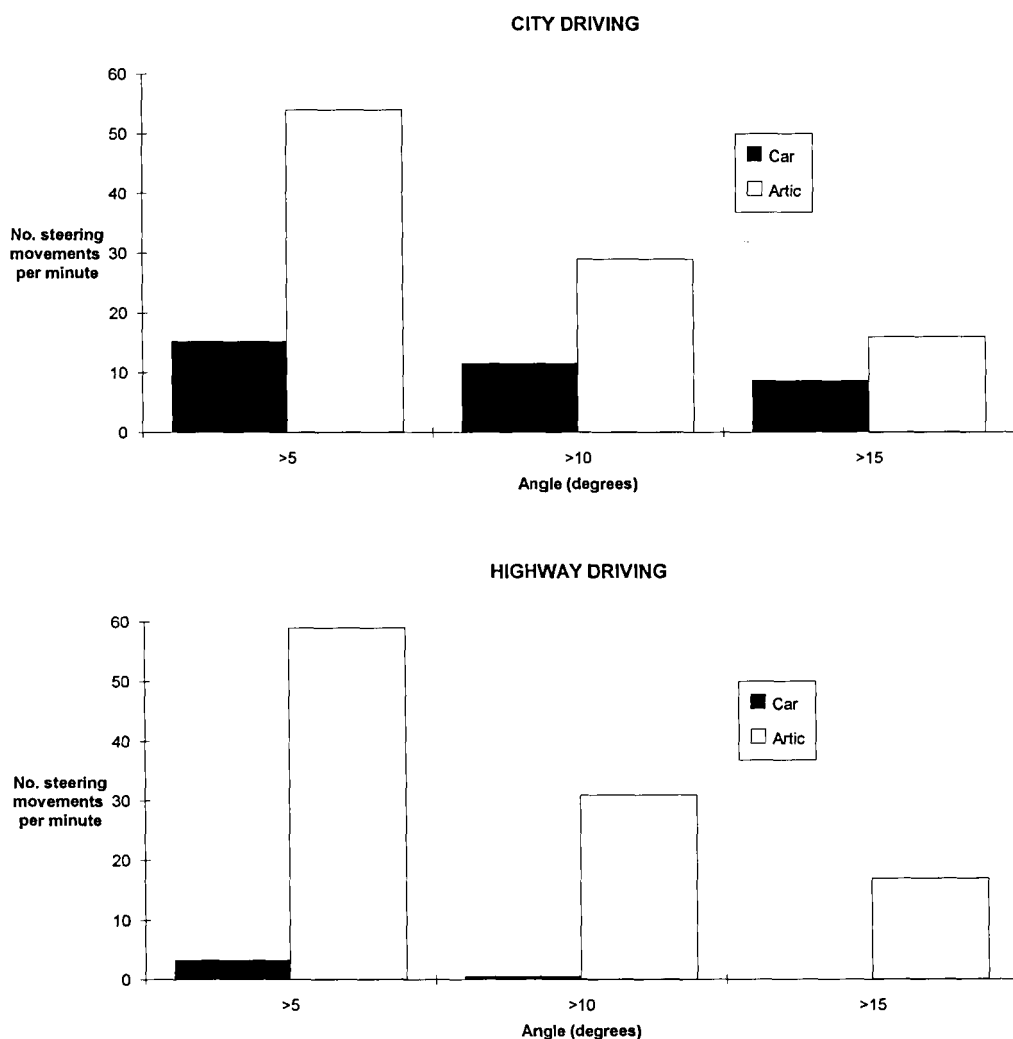 CITY DRIVING
60
50
40
30
20
10
0
No. steering
movements
per minute
Car
Artic
>5
>10
>15
Angle (degrees)
HIGHWAY DRIVING
60
50
40
30
20
10
0
No. steering
movements
per minute
Car
Artic
>5
>10
>15
Angle (degrees)